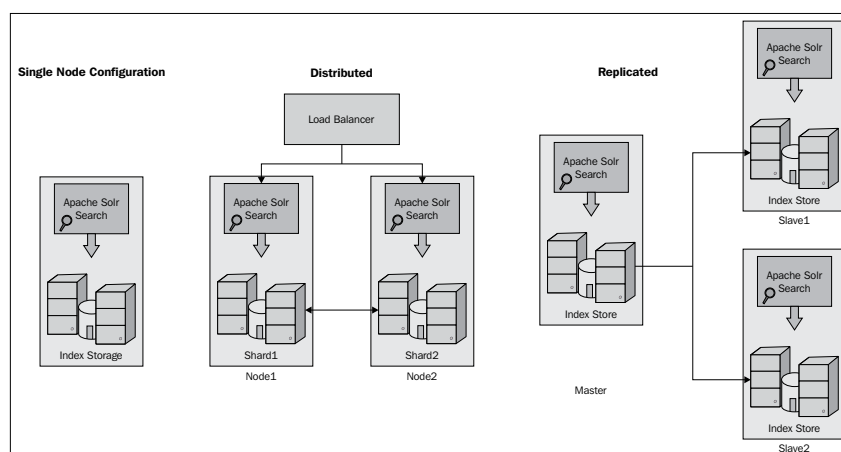 Single Node Configuration
Distributed
Replicated
Load Balancer
Apache Solr
Search
Index Storage
Apache Solr
Search
Shard1
Node1
Apache Solr
Search
Shard2
Node2
Apache Solr
Search
Index Store
Master
Apache Solr
Search
Index Store
Slave1
Apache Solr
Search
Index Store
Slave2